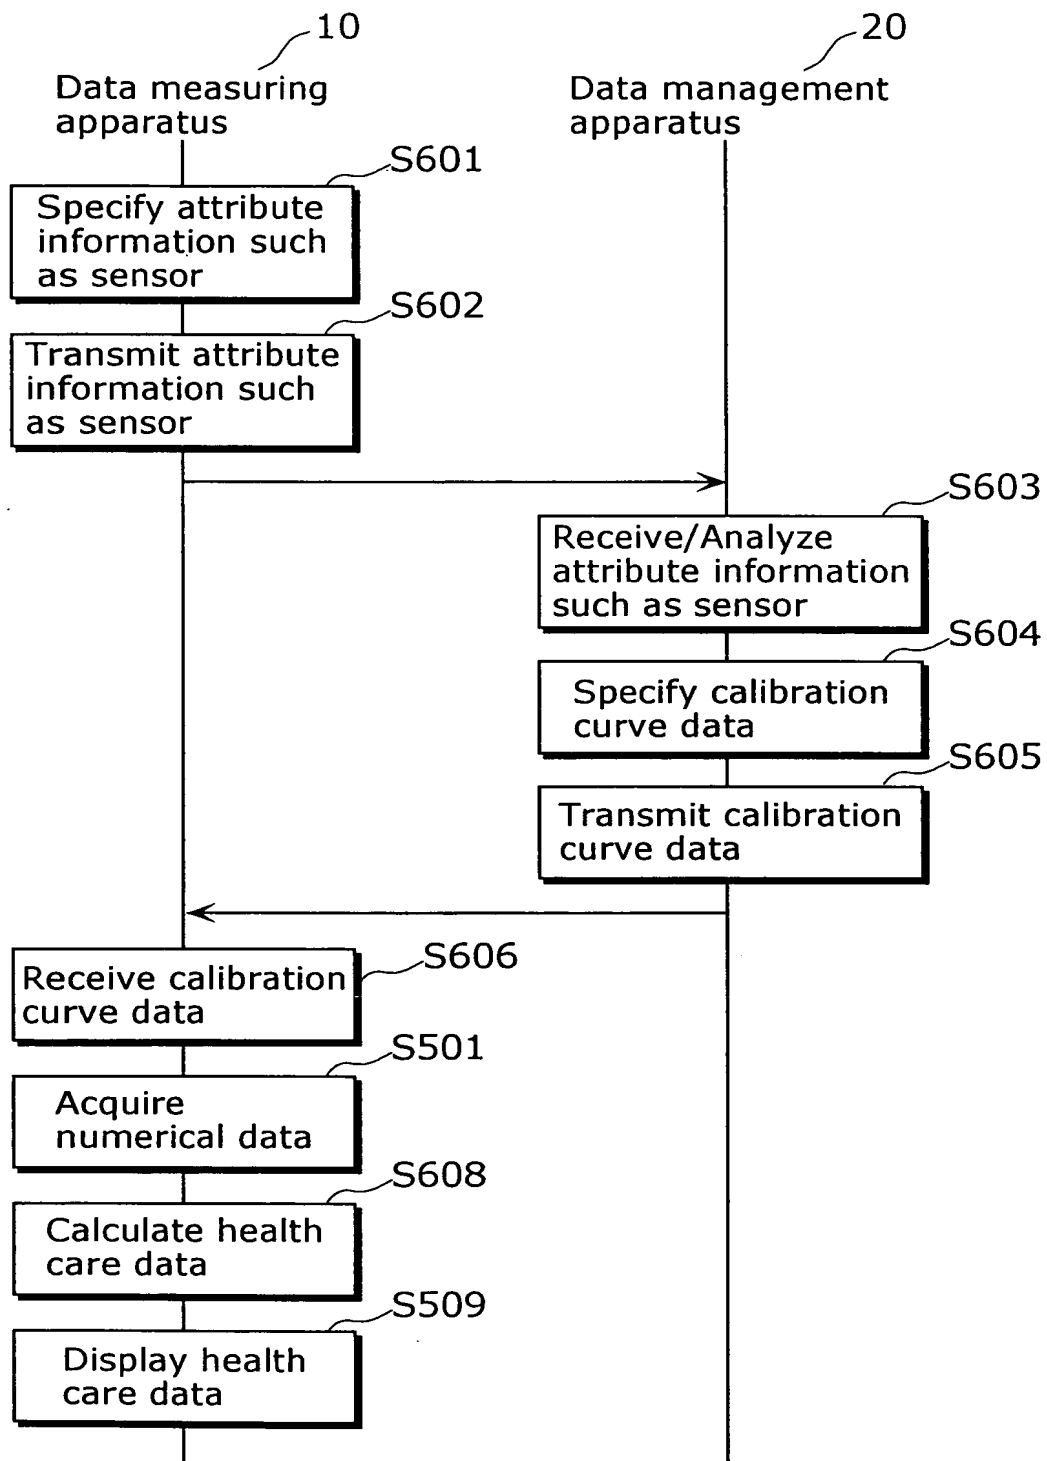 10
20
Data measuring
apparatus
Data management
apparatus
S601
Specify attribute
information such
as sensor
S602
Transmit attribute
information such
as sensor
S603
Receive/Analyze
attribute information
such as sensor
S604
Specify calibration
curve data
S605
Transmit calibration
curve data
S606
Receive calibration
curve data
S501
Acquire
numerical data
S608
Calculate health
care data
S509
Display health
care data